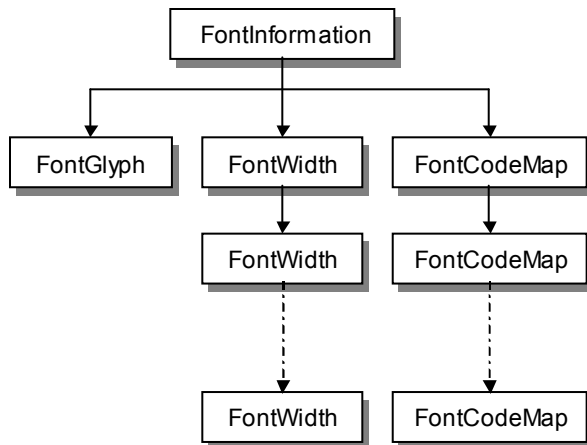 FontInformation
FontGlyph
FontWidth
FontCodeMap
FontWidth
FontCodeMap
FontWidth
FontCodeMap